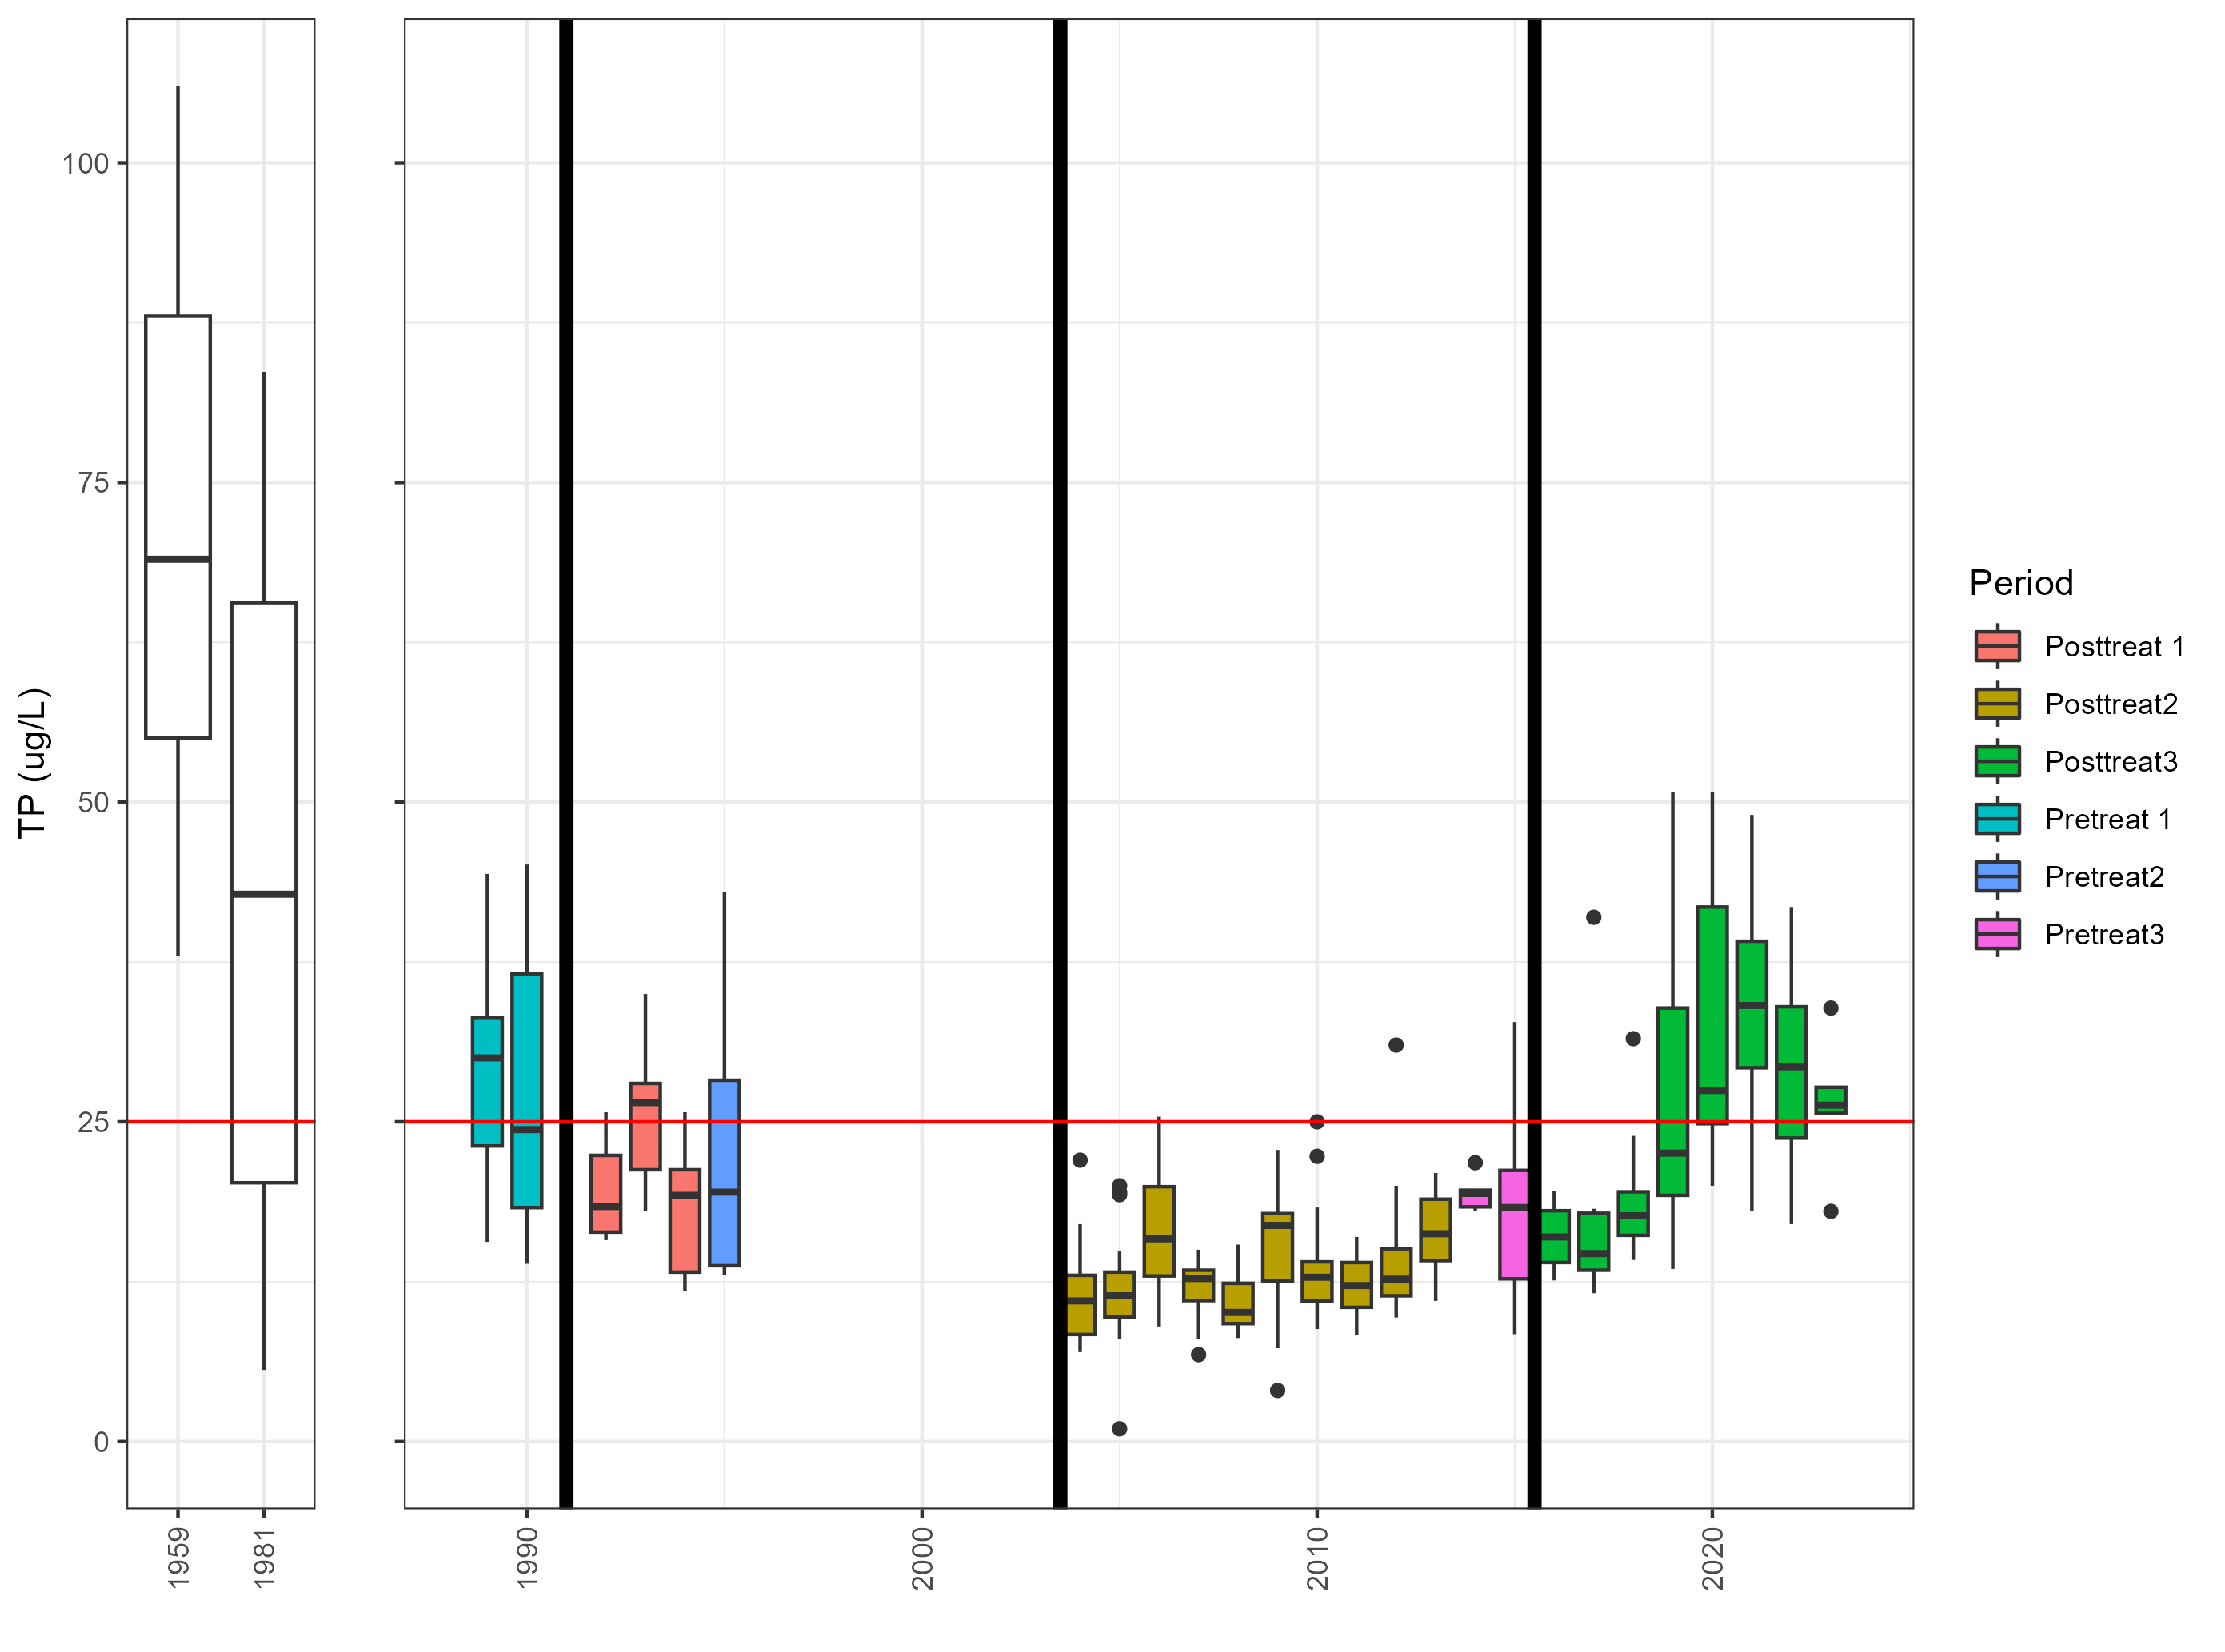 TP (ug/L)
100
75
50
25
0
1959
1981
1990
2000
2010
2020
Period
Posttreat 1
Posttreat2
Posttreat3
Pretreat 1
Pretreat2
Pretreat3